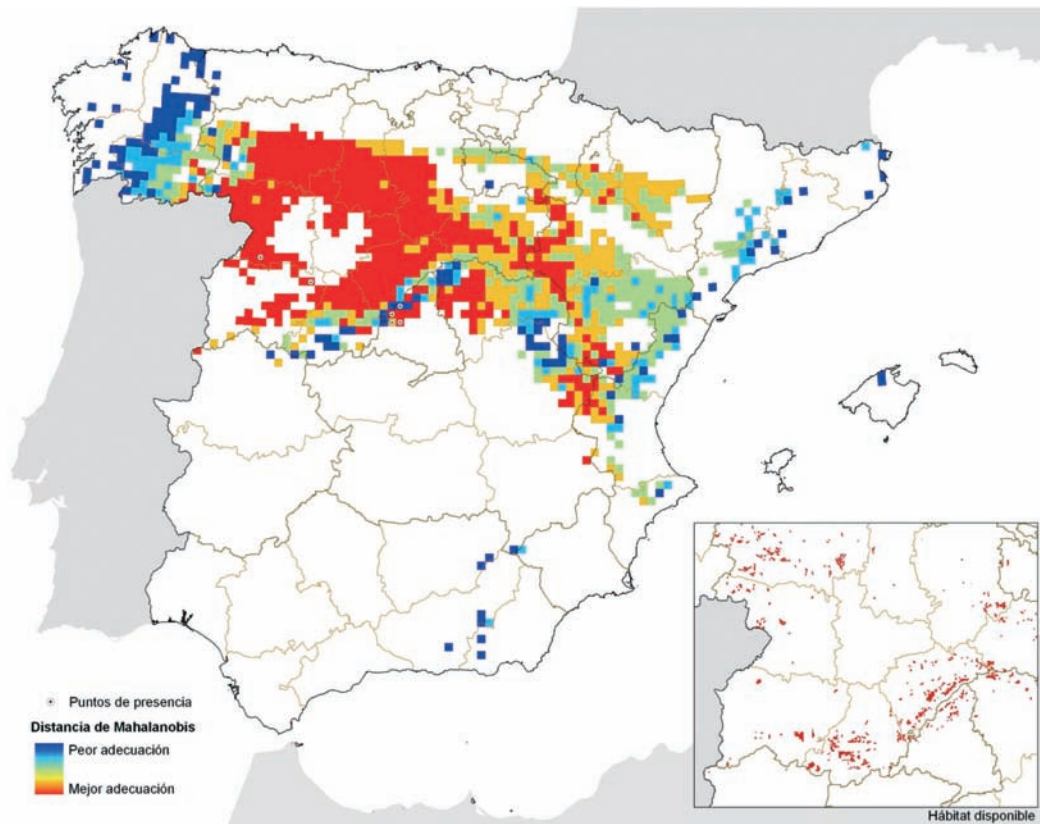 Puntos de presencia
Distancia de Mahalanobis
Peor adecuación
Mejor adecuación
Hábitat disponible